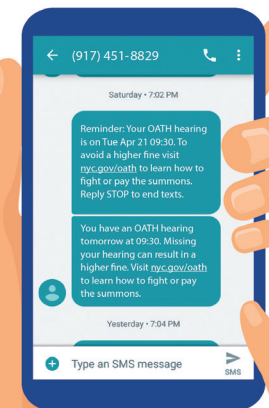 (917) 451-8829
Saturday • 7:02 PM
Reminder: Your OATH hearing
is on Tue Apr 21 09:30. To
avoid a higher fine visit
nyc.gov/oath to learn how to
fight or pay the summons.
Reply STOP to end texts.
You have an OATH hearing
tomorrow at 09:30. Missing
your hearing can result in a
higher fine. Visit nyc.gov/oath
to learn how to fight or pay
the summons.
Yesterday • 7:04 PM
Type an SMS message
SMS